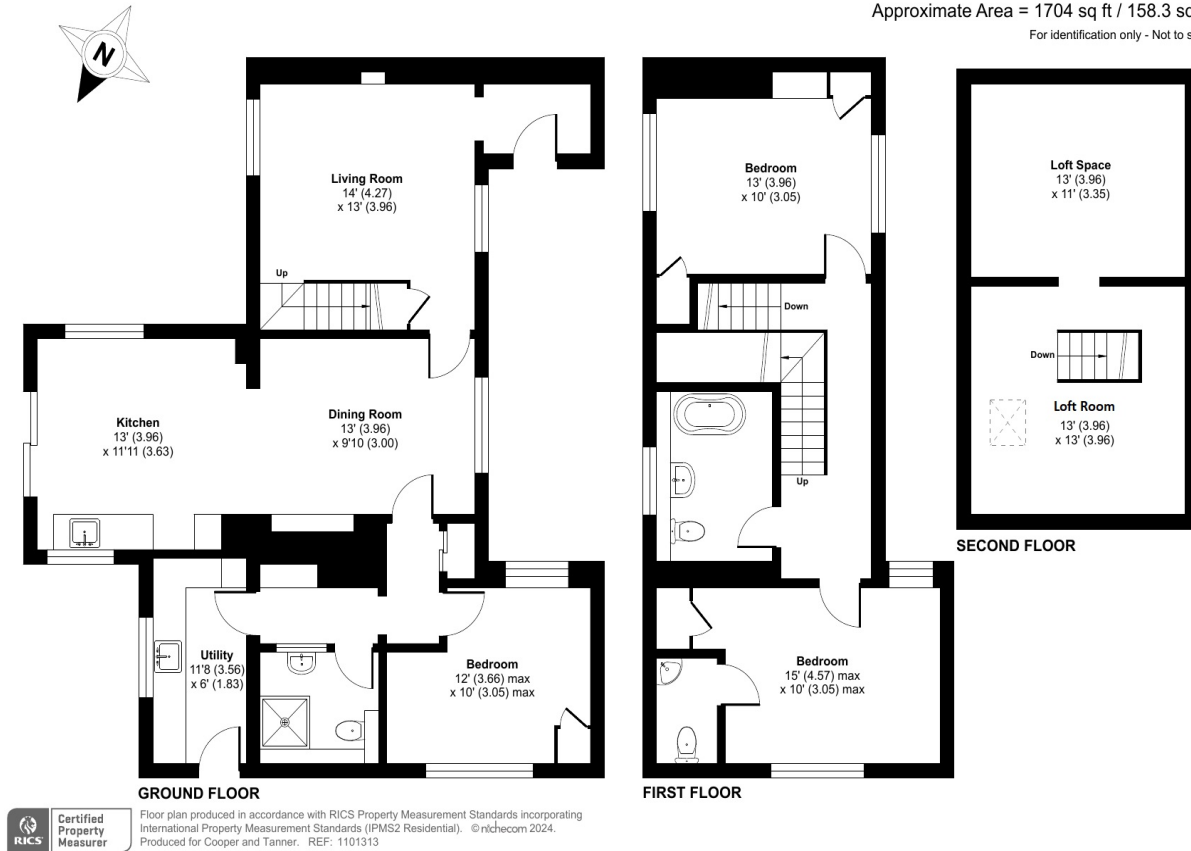 Approximate Area = 1704 sq ft / 158.3 sq
For identification only - Not to s
N
Living Room
14' (4.27)
x 13' (3.96)
Up
Kitchen
13' (3.96)
x 11'11 (3.63)
Dining Room
13' (3.96)
x 9'10 (3.00)
Utility
11'8 (3.56)
x 6' (1.83)
Bedroom
12' (3.66) max
x 10' (3.05) max
GROUND FLOOR
Bedroom
13' (3.96)
x 10' (3.05)
Down
Up
Bedroom
15' (4.57) max
x 10' (3.05) max
FIRST FLOOR
Loft Space
13' (3.96)
x 11' (3.35)
Down
Loft Room
13' (3.96)
x 13' (3.96)
SECOND FLOOR
RICS
Certified
Property
Measurer
Floor plan produced in accordance with RICS Property Measurement Standards incorporating
International Property Measurement Standards (IPMS2 Residential). © nichecom 2024.
Produced for Cooper and Tanner. REF: 1101313